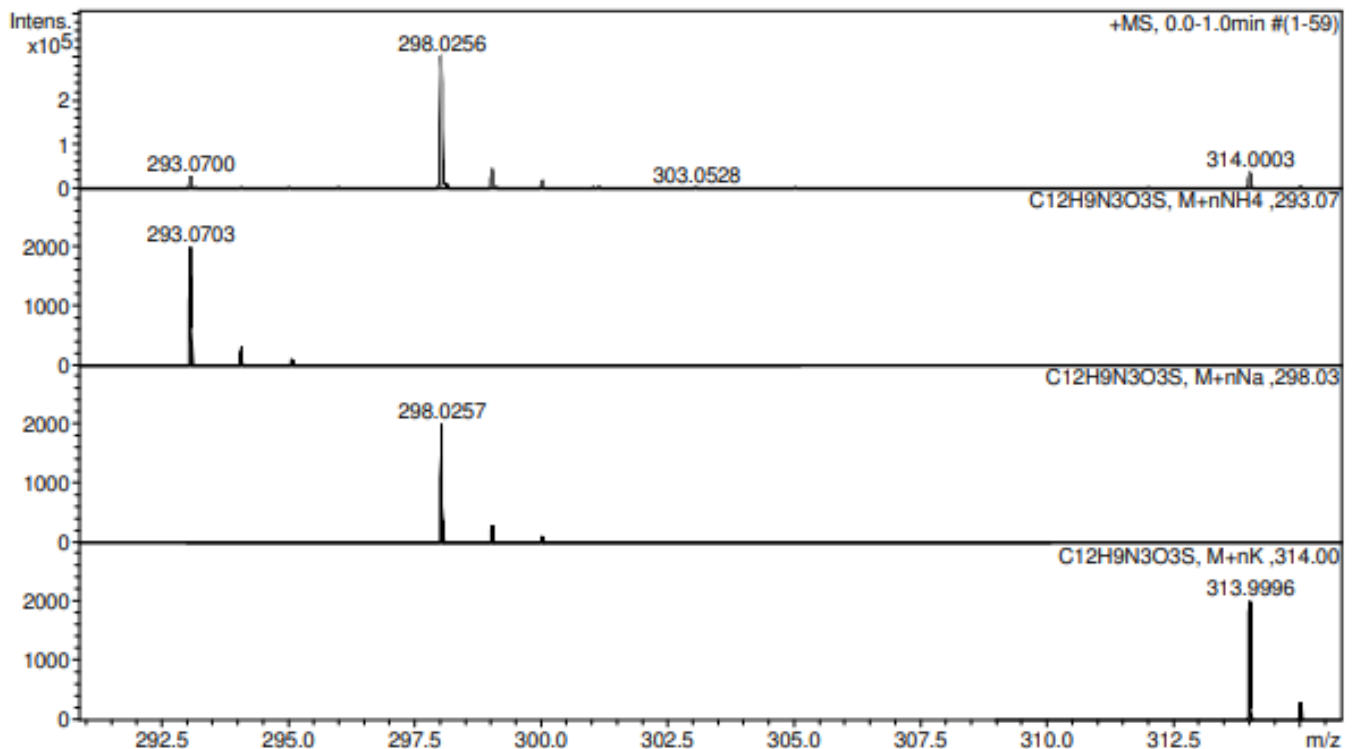 Intens.
x10⁵
+MS, 0.0-1.0min #(1-59)
298.0256
2
1
293.0700
303.0528
314.0003
0
C12H9N3O3S, M+nNH4 ,293.07
293.0703
2000
1000
0
C12H9N3O3S, M+nNa ,298.03
298.0257
2000
1000
0
C12H9N3O3S, M+nK ,314.00
313.9996
2000
1000
0
292.5 295.0 297.5 300.0 302.5 305.0 307.5 310.0 312.5 m/z